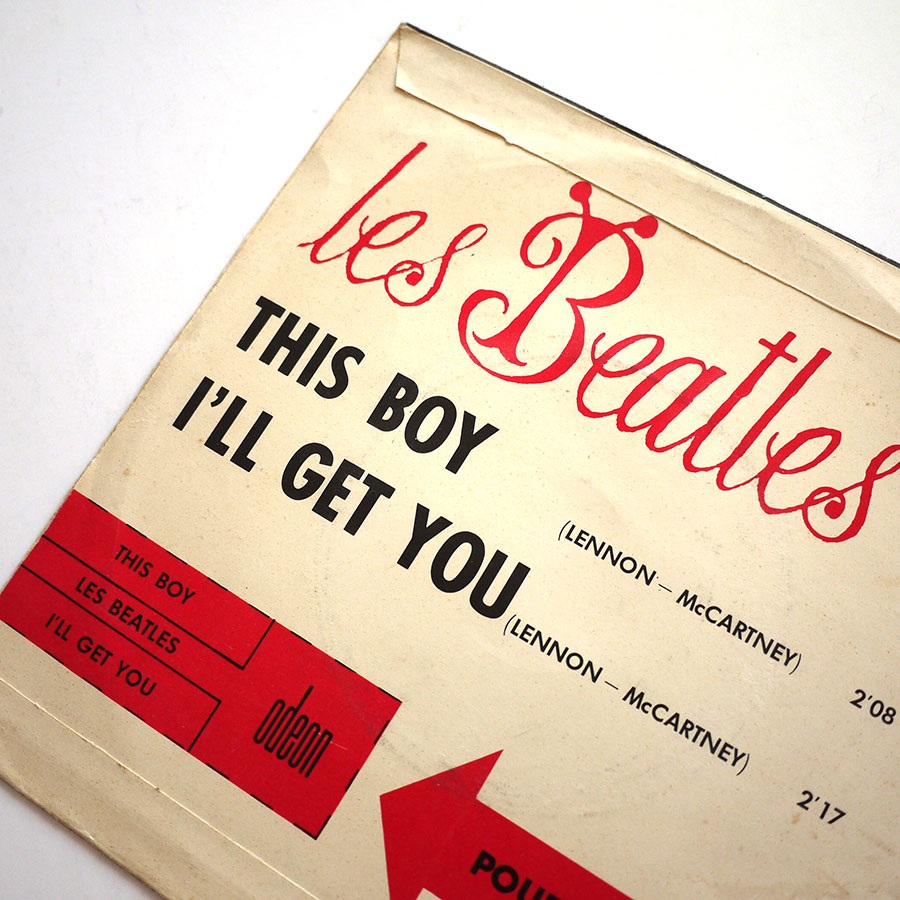 les Beatles
THIS BOY
(LENNON – McCARTNEY)
2'08
I'LL GET YOU
(LENNON – McCARTNEY)
2'17
THIS BOY
LES BEATLES
I'LL GET YOU
odeon